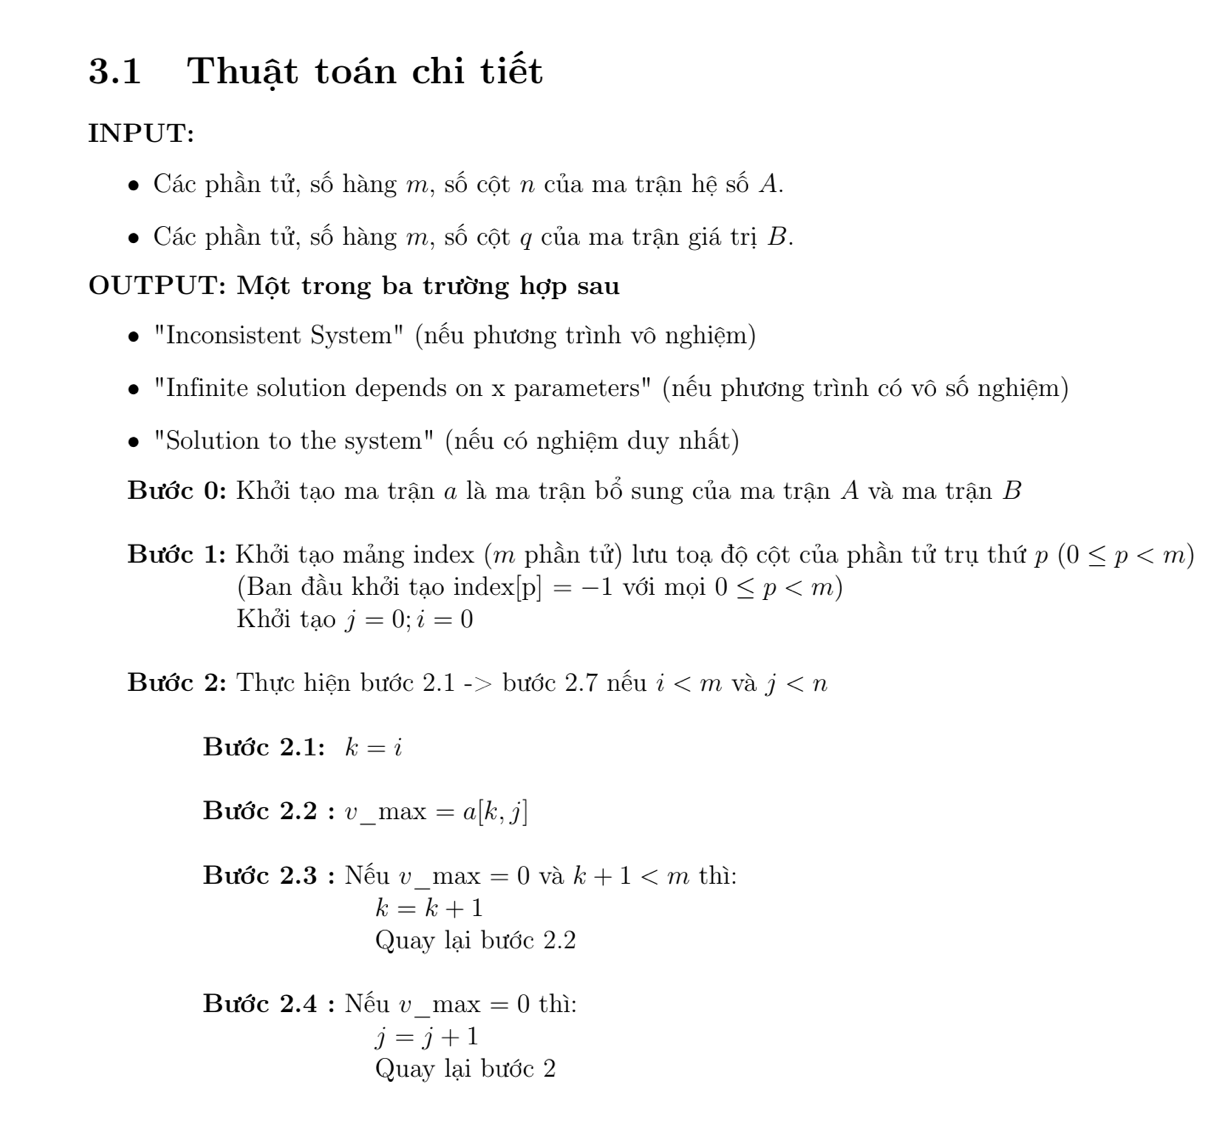 3.1 Thuật toán chi tiết
INPUT:
• Các phần tử, số hàng m, số cột n của ma trận hệ số A.
• Các phần tử, số hàng m, số cột q của ma trận giá trị B.
OUTPUT: Một trong ba trường hợp sau
• "Inconsistent System" (nếu phương trình vô nghiệm)
• "Infinite solution depends on x parameters" (nếu phương trình có vô số nghiệm)
• "Solution to the system" (nếu có nghiệm duy nhất)
Bước 0: Khởi tạo ma trận a là ma trận bổ sung của ma trận A và ma trận B
Bước 1: Khởi tạo mảng index (m phần tử) lưu toạ độ cột của phần tử trụ thứ p (0 ≤ p < m)
(Ban đầu khởi tạo index[p] = −1 với mọi 0 ≤ p < m)
Khởi tạo j = 0; i = 0
Bước 2: Thực hiện bước 2.1 -> bước 2.7 nếu i < m và j < n
Bước 2.1: k = i
Bước 2.2 : v_max = a[k, j]
Bước 2.3 : Nếu v_max = 0 và k + 1 < m thì:
k = k + 1
Quay lại bước 2.2
Bước 2.4 : Nếu v_max = 0 thì:
j = j + 1
Quay lại bước 2